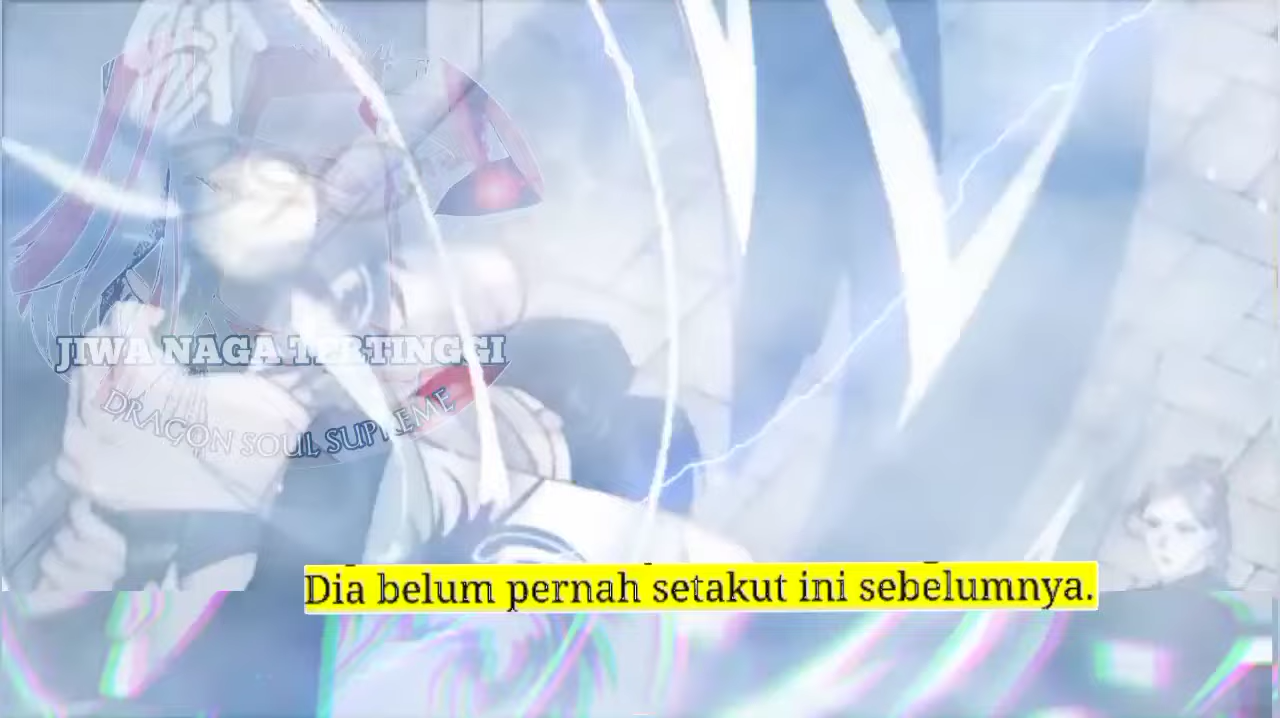 JIWA NAGA TERTINGGI
DRAGON SOUL SUPREME
Dia belum pernah setakut ini sebelumnya.